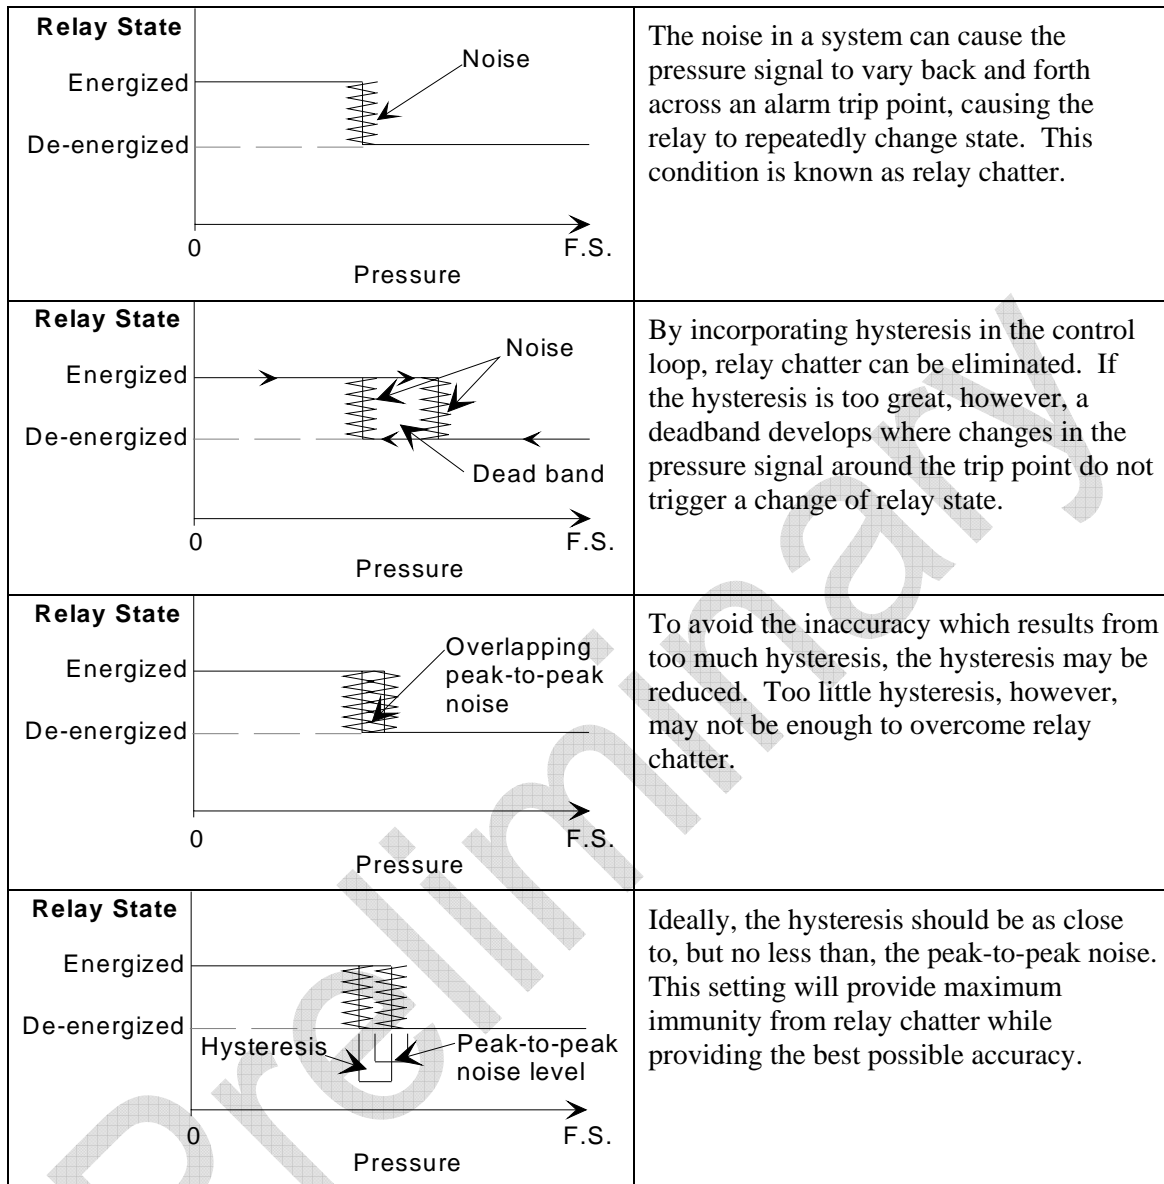 Relay State
Noise
Energized
De-energized
0
F.S.
Pressure
The noise in a system can cause the
pressure signal to vary back and forth
across an alarm trip point, causing the
relay to repeatedly change state.  This
condition is known as relay chatter.
Relay State
Noise
Energized
De-energized
Dead band
0
F.S.
Pressure
By incorporating hysteresis in the control
loop, relay chatter can be eliminated.  If
the hysteresis is too great, however, a
deadband develops where changes in the
pressure signal around the trip point do not
trigger a change of relay state.
Relay State
Overlapping
peak-to-peak
noise
Energized
De-energized
0
F.S.
Pressure
To avoid the inaccuracy which results from
too much hysteresis, the hysteresis may be
reduced.  Too little hysteresis, however,
may not be enough to overcome relay
chatter.
Relay State
Energized
De-energized
Hysteresis
Peak-to-peak
noise level
0
F.S.
Pressure
Ideally, the hysteresis should be as close
to, but no less than, the peak-to-peak noise.
This setting will provide maximum
immunity from relay chatter while
providing the best possible accuracy.
Preliminary